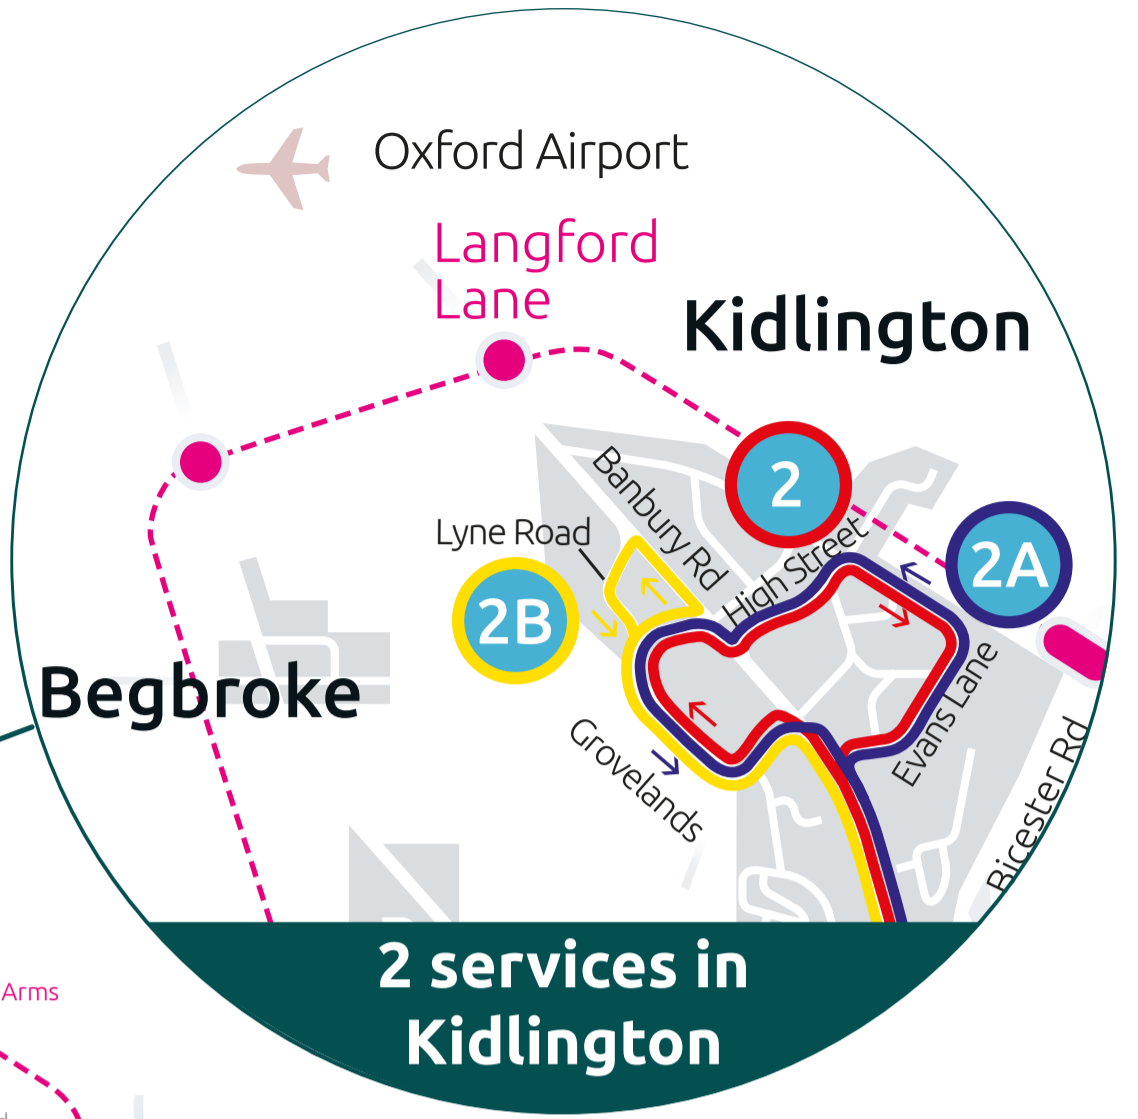 Oxford Airport
Langford
Lane
Kidlington
Banbury Rd
2
Lyne Road
High Street
2A
2B
Begbroke
Evans Lane
Grovelands
Bicester Rd
2 services in
Kidlington
Arms